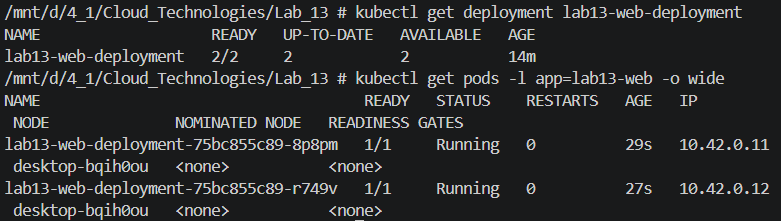 /mnt/d/4_1/Cloud_Technologies/Lab_13 # kubectl get deployment lab13-web-deployment
NAME READY UP-TO-DATE AVAILABLE AGE
lab13-web-deployment 2/2 2 2 14m
/mnt/d/4_1/Cloud_Technologies/Lab_13 # kubectl get pods -l app=lab13-web -o wide
NAME READY STATUS RESTARTS AGE IP
NODE NOMINATED NODE READINESS GATES
lab13-web-deployment-75bc855c89-8p8pm 1/1 Running 0 29s 10.42.0.11
desktop-bqih0ou <none> <none>
lab13-web-deployment-75bc855c89-r749v 1/1 Running 0 27s 10.42.0.12
desktop-bqih0ou <none> <none>